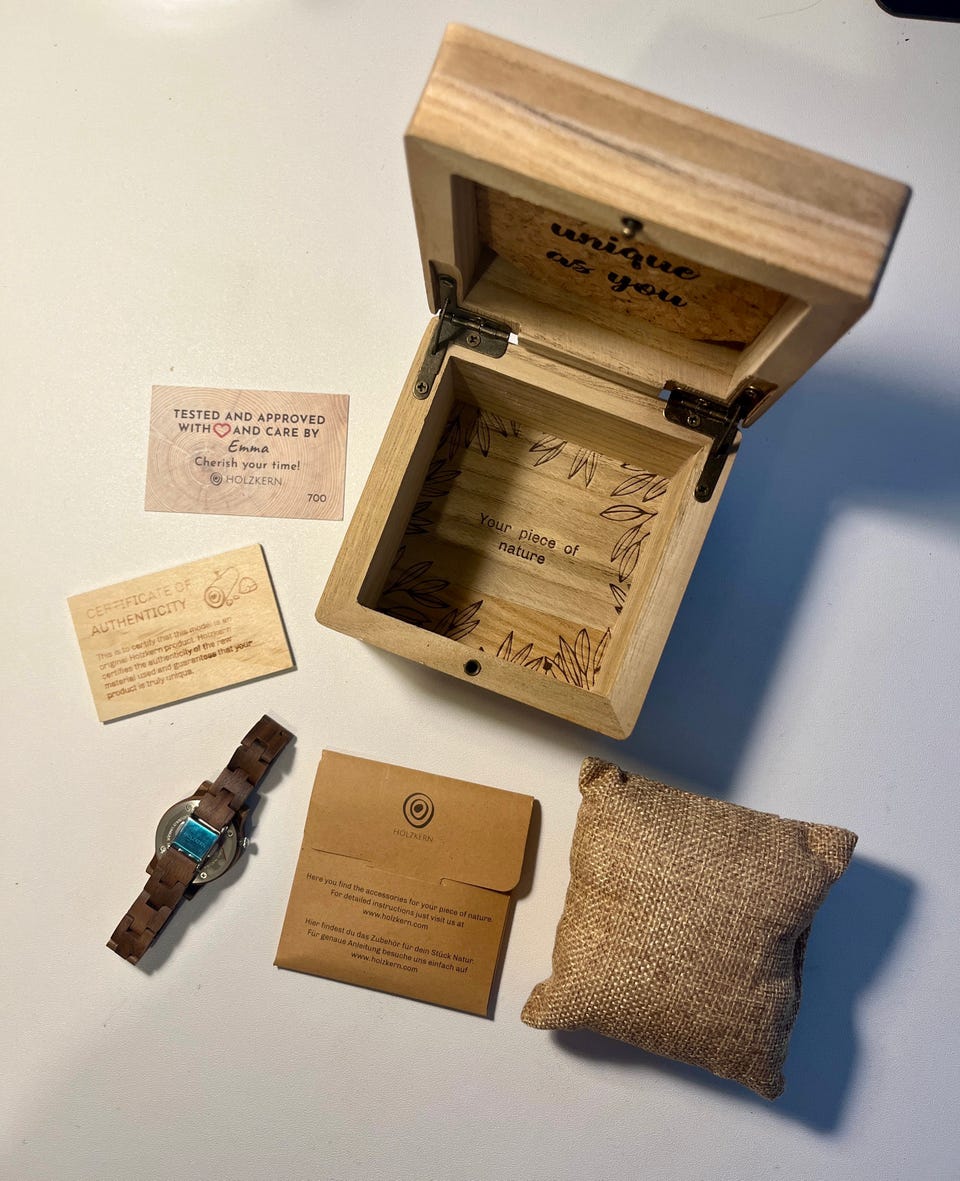 unique
as you
Your piece of
nature
TESTED AND APPROVED
WITH AND CARE BY
Emma
Cherish your time!
HOLZKERN
700
CERTIFICATE OF
AUTHENTICITY
This is to certify that this model is an
original Holzkern product. Holzkern
certifies the authenticity of the raw
material used and guarantees that your
product is truly unique.
HOLZKERN
Here you find the accessories for your piece of nature.
For detailed instructions just visit us at
www.holzkern.com
Hier findest du das Zubehör für dein Stück Natur.
Für genaue Anleitung besuche uns einfach auf
www.holzkern.com